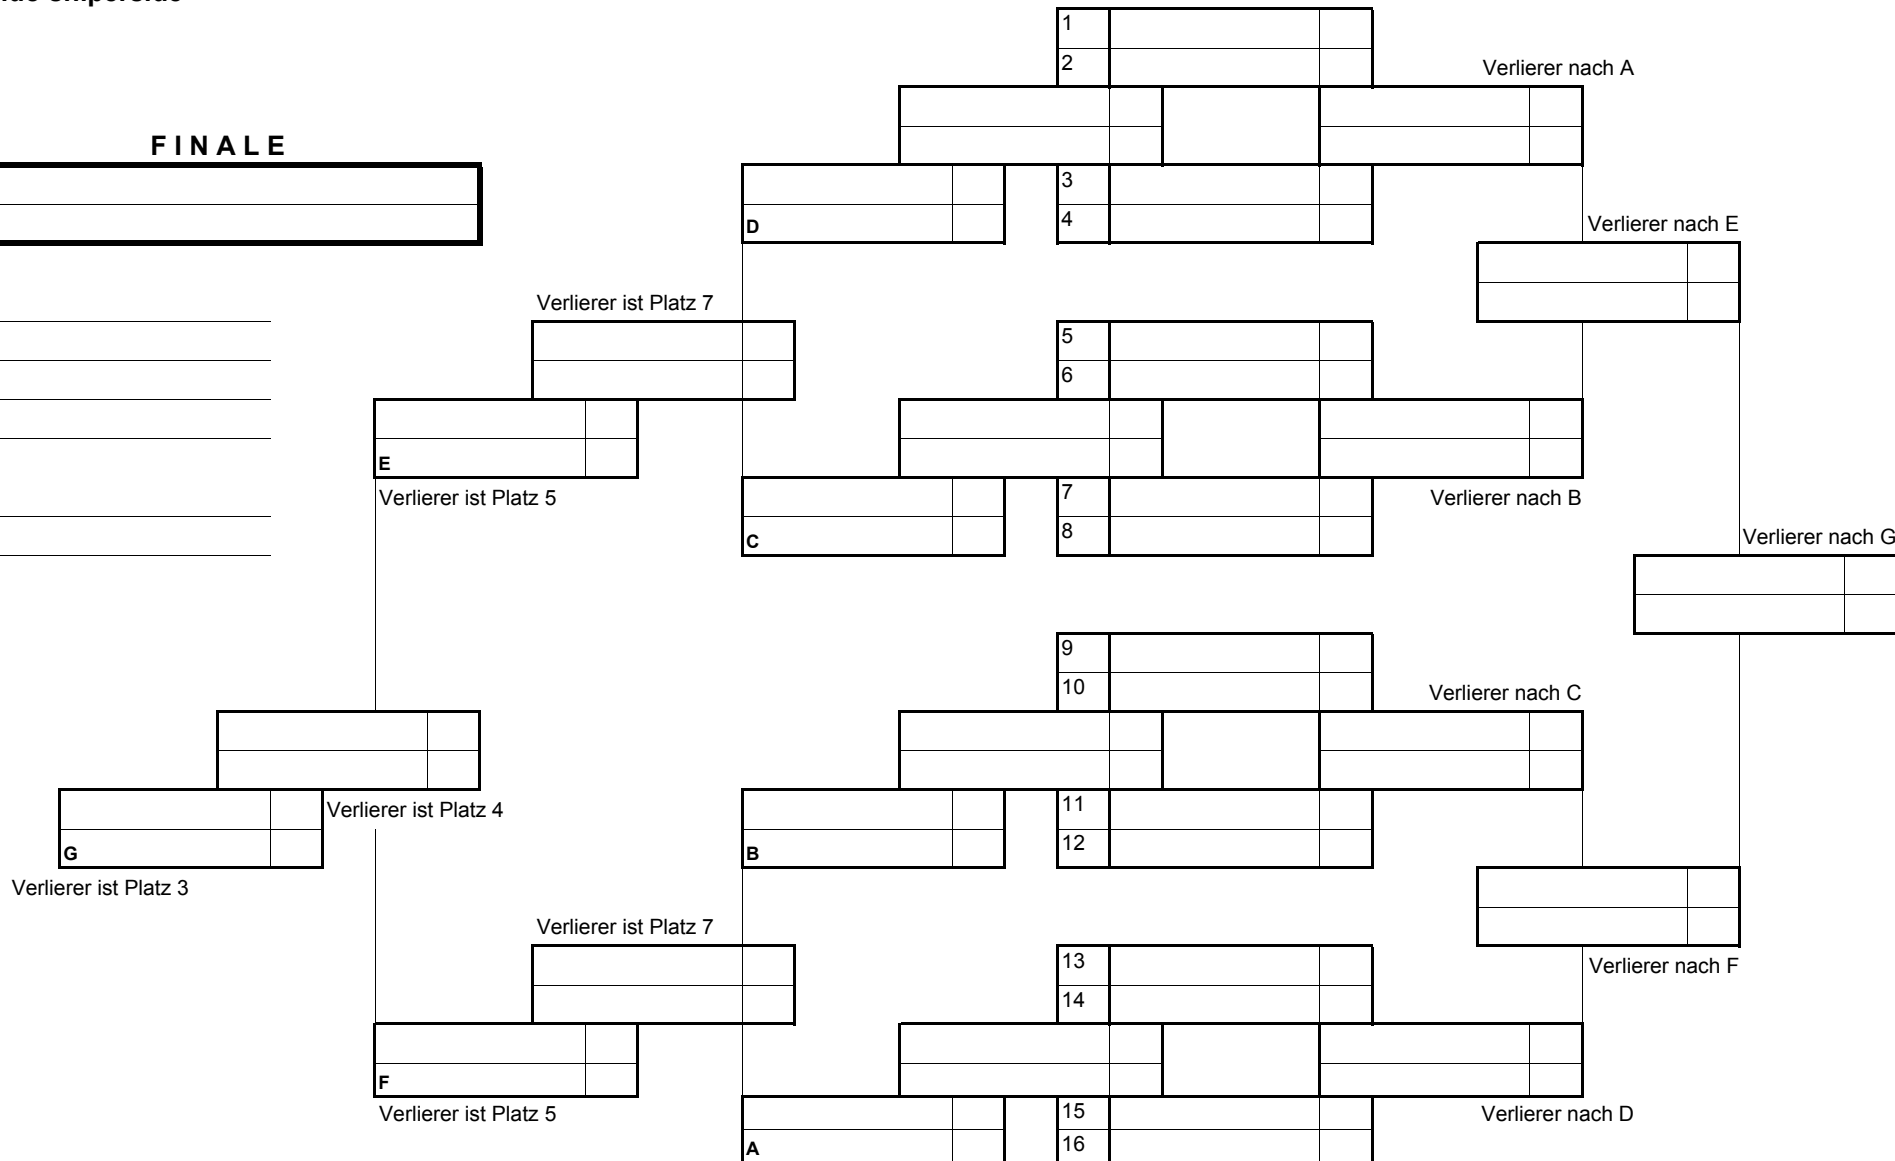 1
2
Verlierer nach A
F I N A L E
3
4
D
Verlierer nach E
Verlierer ist Platz 7
5
6
E
Verlierer ist Platz 5
7
8
Verlierer nach B
C
Verlierer nach G
9
10
Verlierer nach C
11
12
Verlierer ist Platz 4
G
B
Verlierer ist Platz 3
Verlierer ist Platz 7
13
14
Verlierer nach F
F
Verlierer ist Platz 5
15
16
Verlierer nach D
A